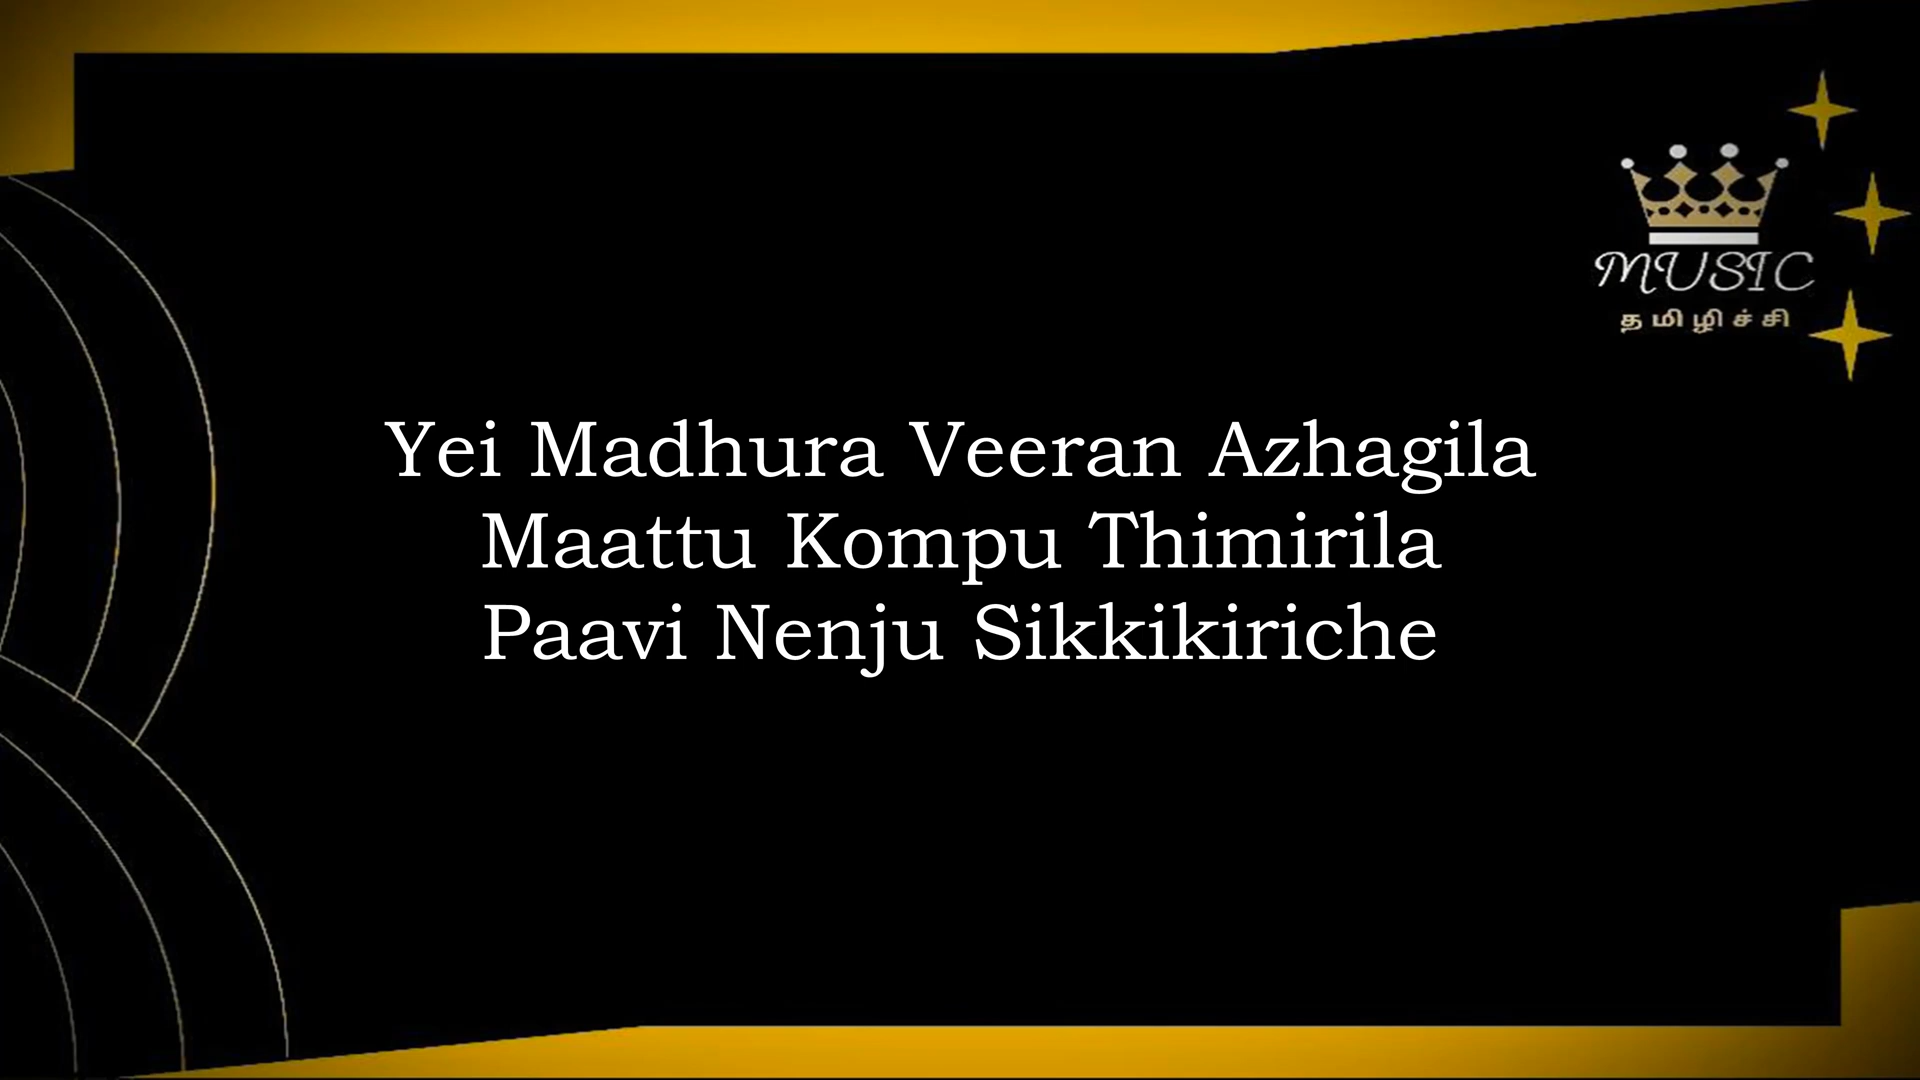 MUSIC
தமிழிச்சி
Yei Madhura Veeran Azhagila
Maattu Kompu Thimirila
Paavi Nenju Sikkikiriche